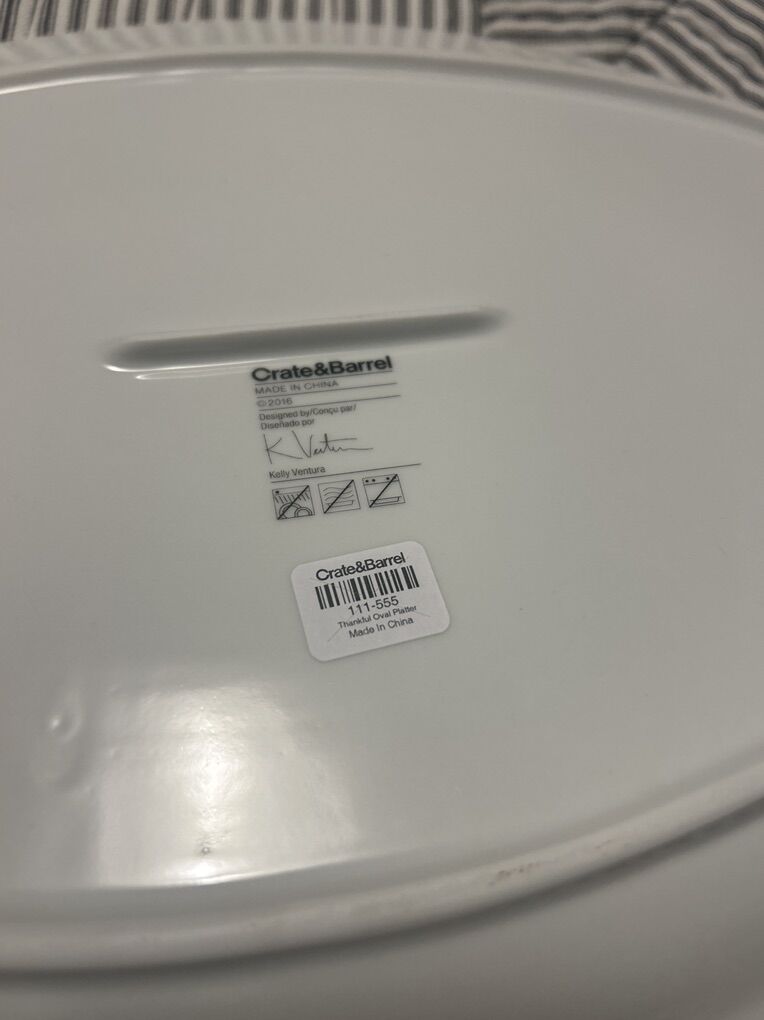 Crate&Barrel
MADE IN CHINA
©2016
Designed by/Conçu par/
Diseñado por
K Ventura
Kelly Ventura
Crate&Barrel
111-555
Thankful Oval Platter
Made In China